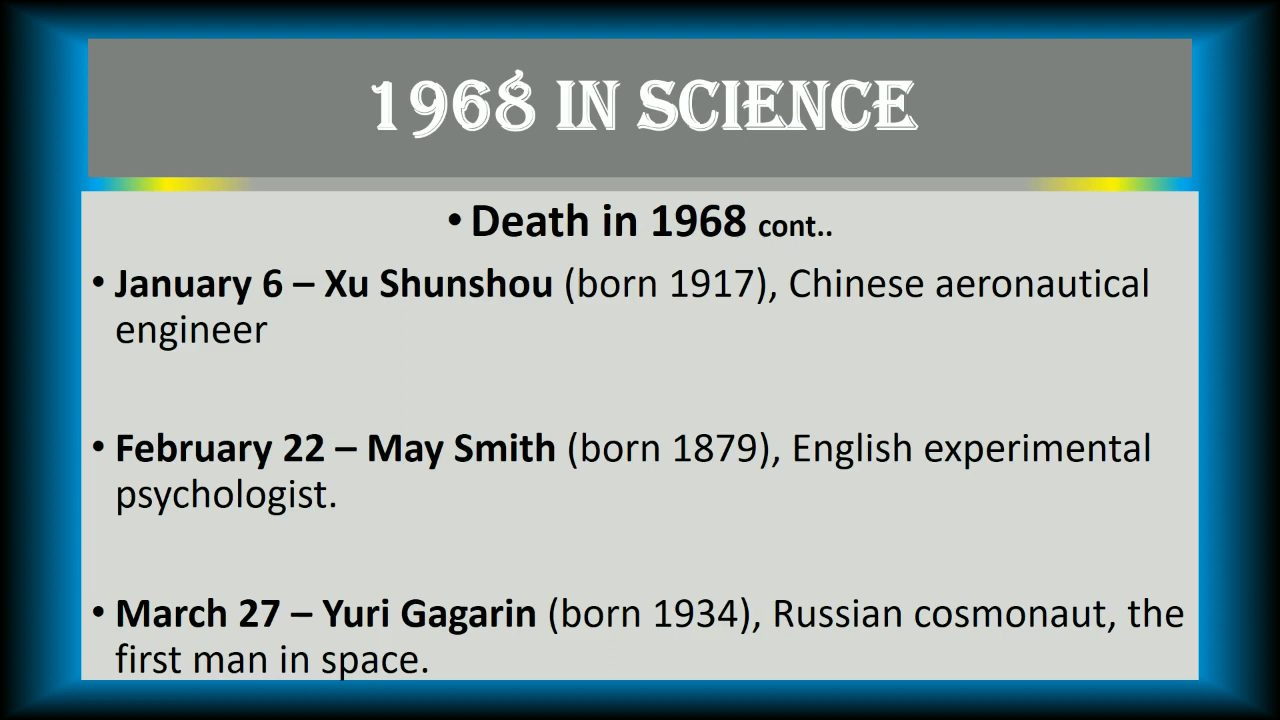 1968 IN SCIENCE
• Death in 1968 cont..
• January 6 – Xu Shunshou (born 1917), Chinese aeronautical
engineer
• February 22 – May Smith (born 1879), English experimental
psychologist.
• March 27 – Yuri Gagarin (born 1934), Russian cosmonaut, the
first man in space.